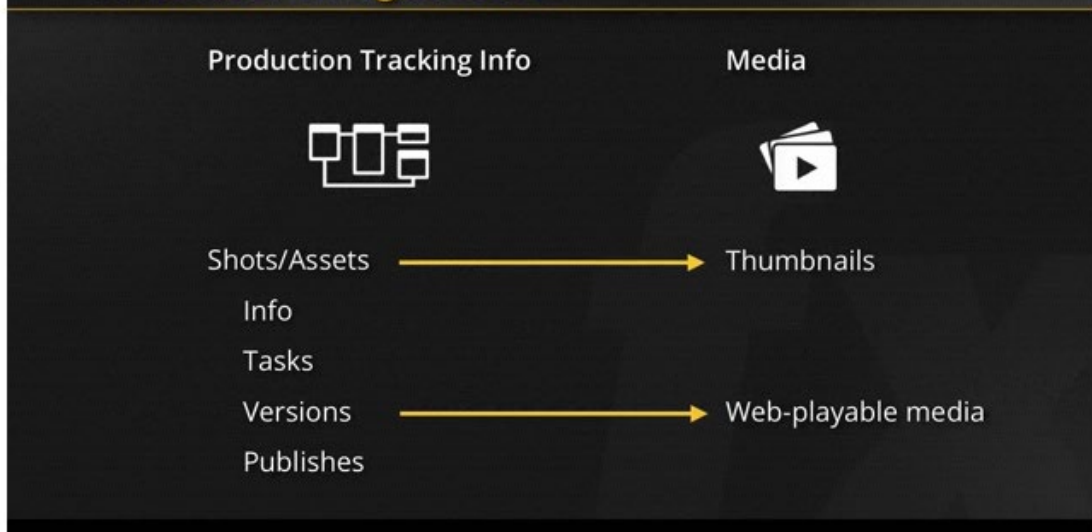 Production Tracking Info
Media
Shots/Assets
Thumbnails
Info
Tasks
Versions
Web-playable media
Publishes